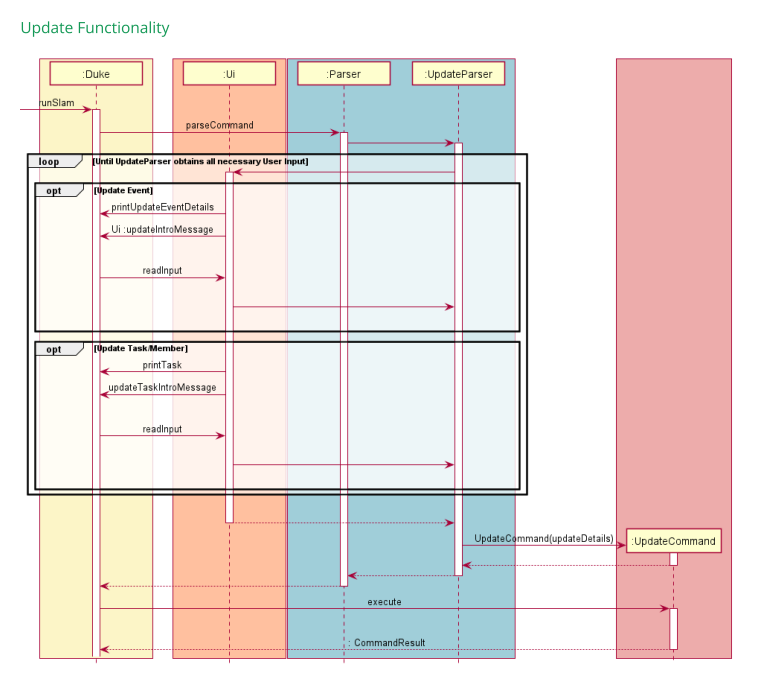 Update Functionality
:Duke
:Ui
:Parser
:UpdateParser
runSlam
parseCommand
loop
[Until UpdateParser obtains all necessary User Input]
opt
[Update Event]
printUpdateEventDetails
Ui :updateIntroMessage
readInput
opt
[Update Task/Member]
printTask
updateTaskIntroMessage
readInput
UpdateCommand(updateDetails)
:UpdateCommand
execute
: CommandResult